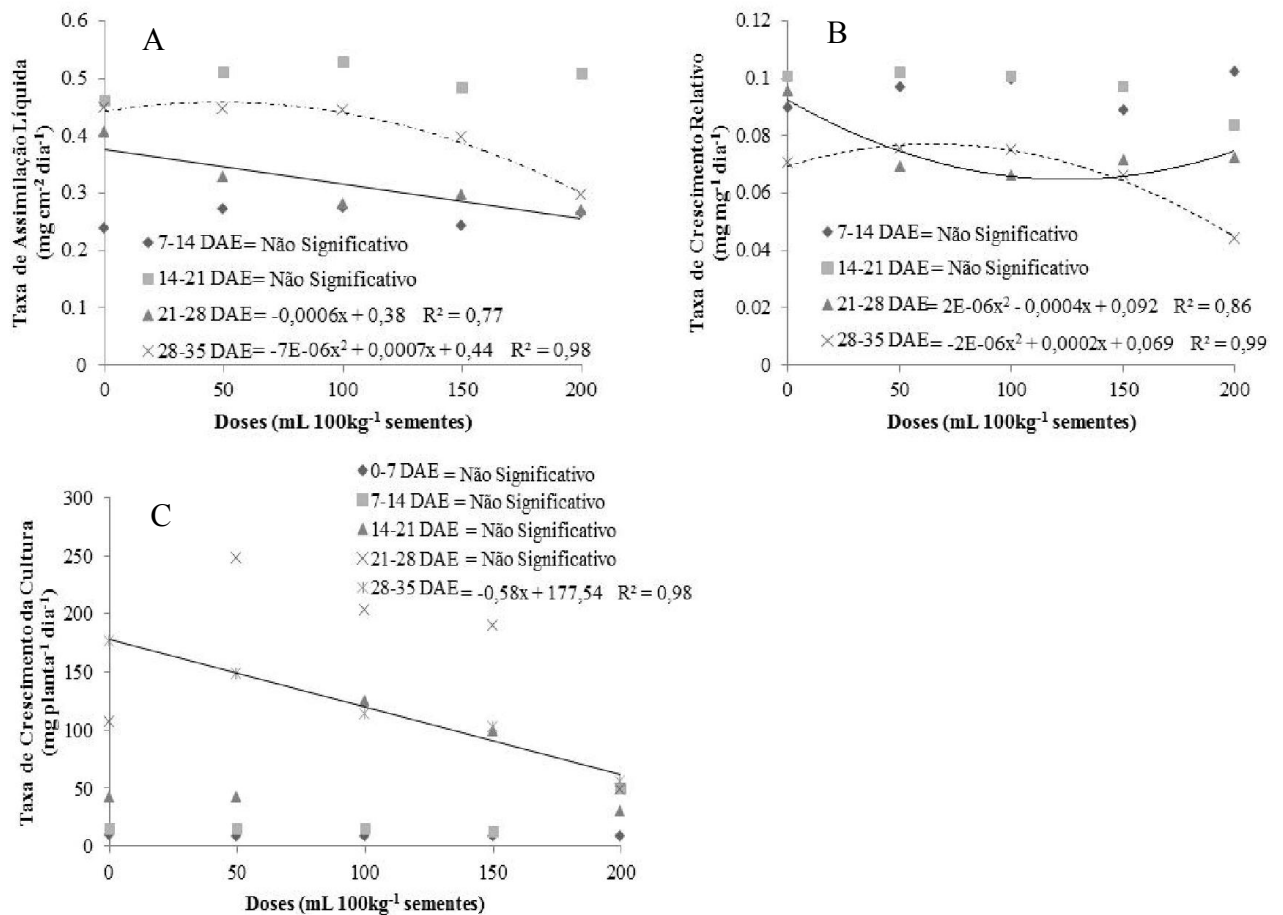 A
Taxa de Assimilação Líquida
(mg cm⁻² dia⁻¹)
0.6
0.5
0.4
0.3
0.2
0.1
0
◆ 7-14 DAE = Não Significativo
■ 14-21 DAE = Não Significativo
▲ 21-28 DAE = -0,0006x + 0,38 R² = 0,77
× 28-35 DAE = -7E-06x² + 0,0007x + 0,44 R² = 0,98
0 50 100 150 200
Doses (mL 100kg⁻¹ sementes)
B
Taxa de Crescimento Relativo
(mg mg⁻¹ dia⁻¹)
0.12
0.1
0.08
0.06
0.04
0.02
0
◆ 7-14 DAE = Não Significativo
■ 14-21 DAE = Não Significativo
▲ 21-28 DAE = 2E-06x² - 0,0004x + 0,092 R² = 0,86
× 28-35 DAE = -2E-06x² + 0,0002x + 0,069 R² = 0,99
0 50 100 150 200
Doses (mL 100kg⁻¹ sementes)
C
Taxa de Crescimento da Cultura
(mg planta⁻¹ dia⁻¹)
◆ 0-7 DAE = Não Significativo
■ 7-14 DAE = Não Significativo
▲ 14-21 DAE = Não Significativo
× 21-28 DAE = Não Significativo
28-35 DAE = -0,58x + 177,54 R² = 0,98
300
250
200
150
100
50
0
0 50 100 150 200
Doses (mL 100kg⁻¹ sementes)